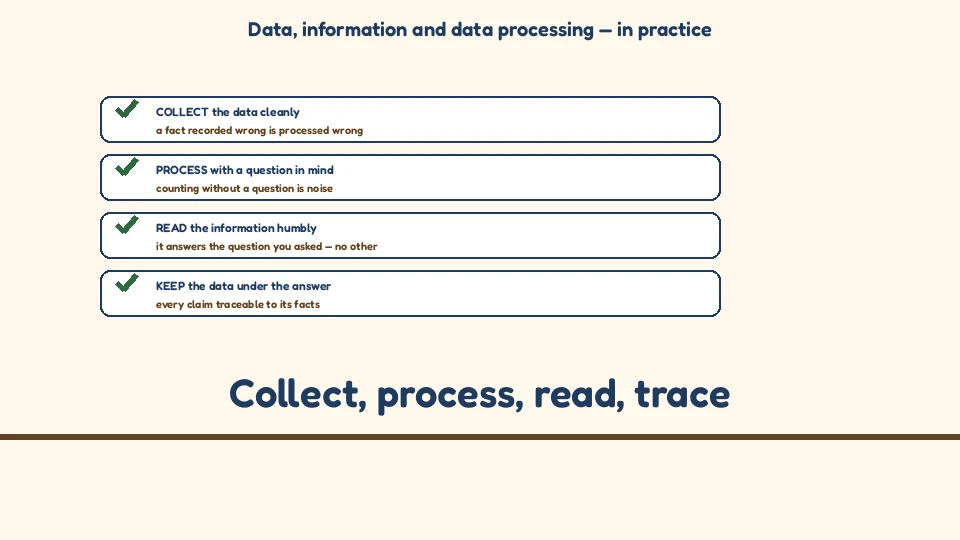 Data, information and data processing — in practice
COLLECT the data cleanly
a fact recorded wrong is processed wrong
PROCESS with a question in mind
counting without a question is noise
READ the information humbly
it answers the question you asked — no other
KEEP the data under the answer
every claim traceable to its facts
Collect, process, read, trace